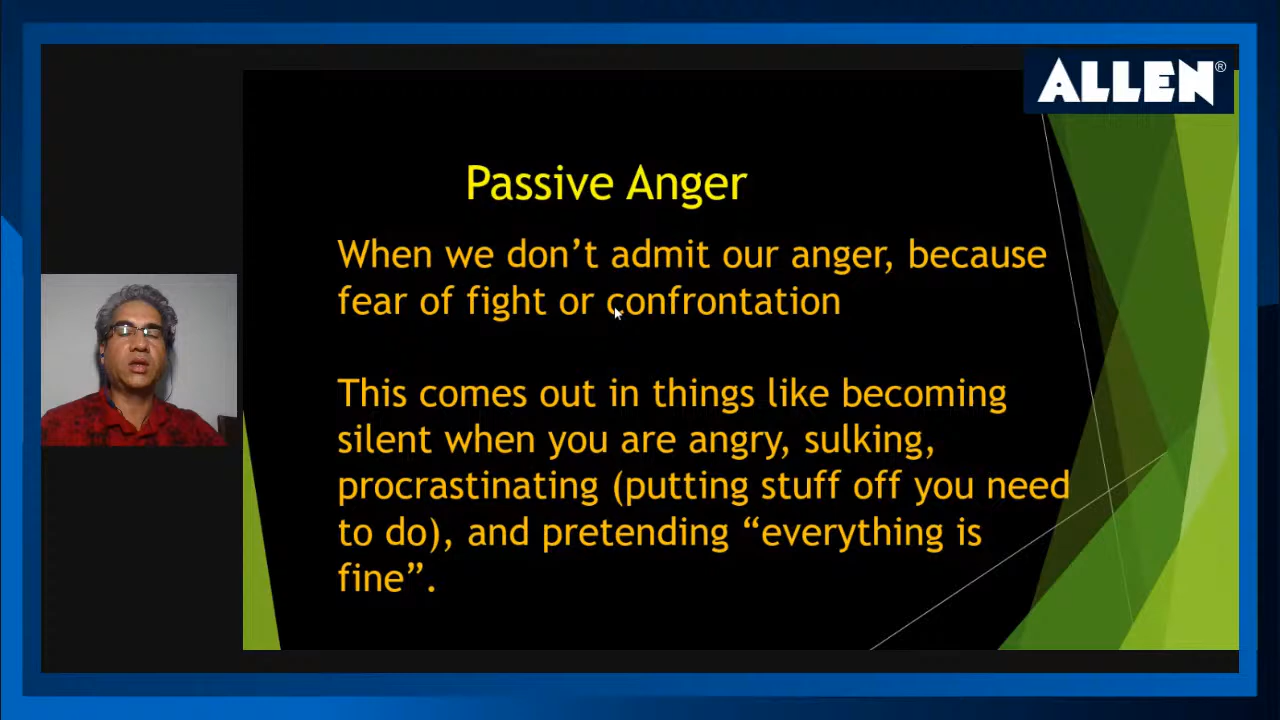 ALLEN®
Passive Anger
When we don’t admit our anger, because
fear of fight or confrontation
This comes out in things like becoming
silent when you are angry, sulking,
procrastinating (putting stuff off you need
to do), and pretending “everything is
fine”.